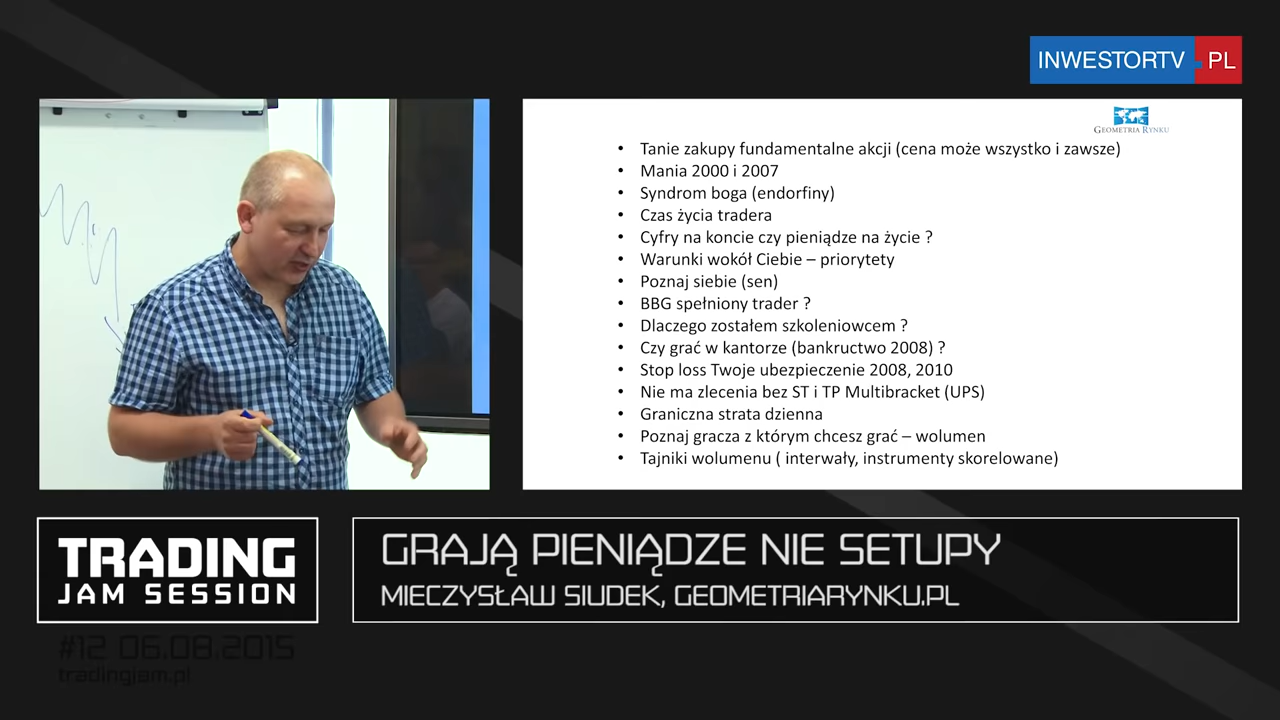 INWESTORTV.PL
GEOMETRIA RYNKU
• Tanie zakupy fundamentalne akcji (cena może wszystko i zawsze)
• Mania 2000 i 2007
• Syndrom boga (endorfiny)
• Czas życia tradera
• Cyfry na koncie czy pieniądze na życie ?
• Warunki wokół Ciebie – priorytety
• Poznaj siebie (sen)
• BBG spełniony trader ?
• Dlaczego zostałem szkoleniowcem ?
• Czy grać w kantorze (bankructwo 2008) ?
• Stop loss Twoje ubezpieczenie 2008, 2010
• Nie ma zlecenia bez ST i TP Multibracket (UPS)
• Graniczna strata dzienna
• Poznaj gracza z którym chcesz grać – wolumen
• Tajniki wolumenu ( interwały, instrumenty skorelowane)
TRADING
JAM SESSION
GRAJĄ PIENIĄDZE NIE SETUPY
MIECZYSŁAW SIUDEK, GEOMETRIARYNKU.PL
#12 06.08.2015
tradingjam.pl